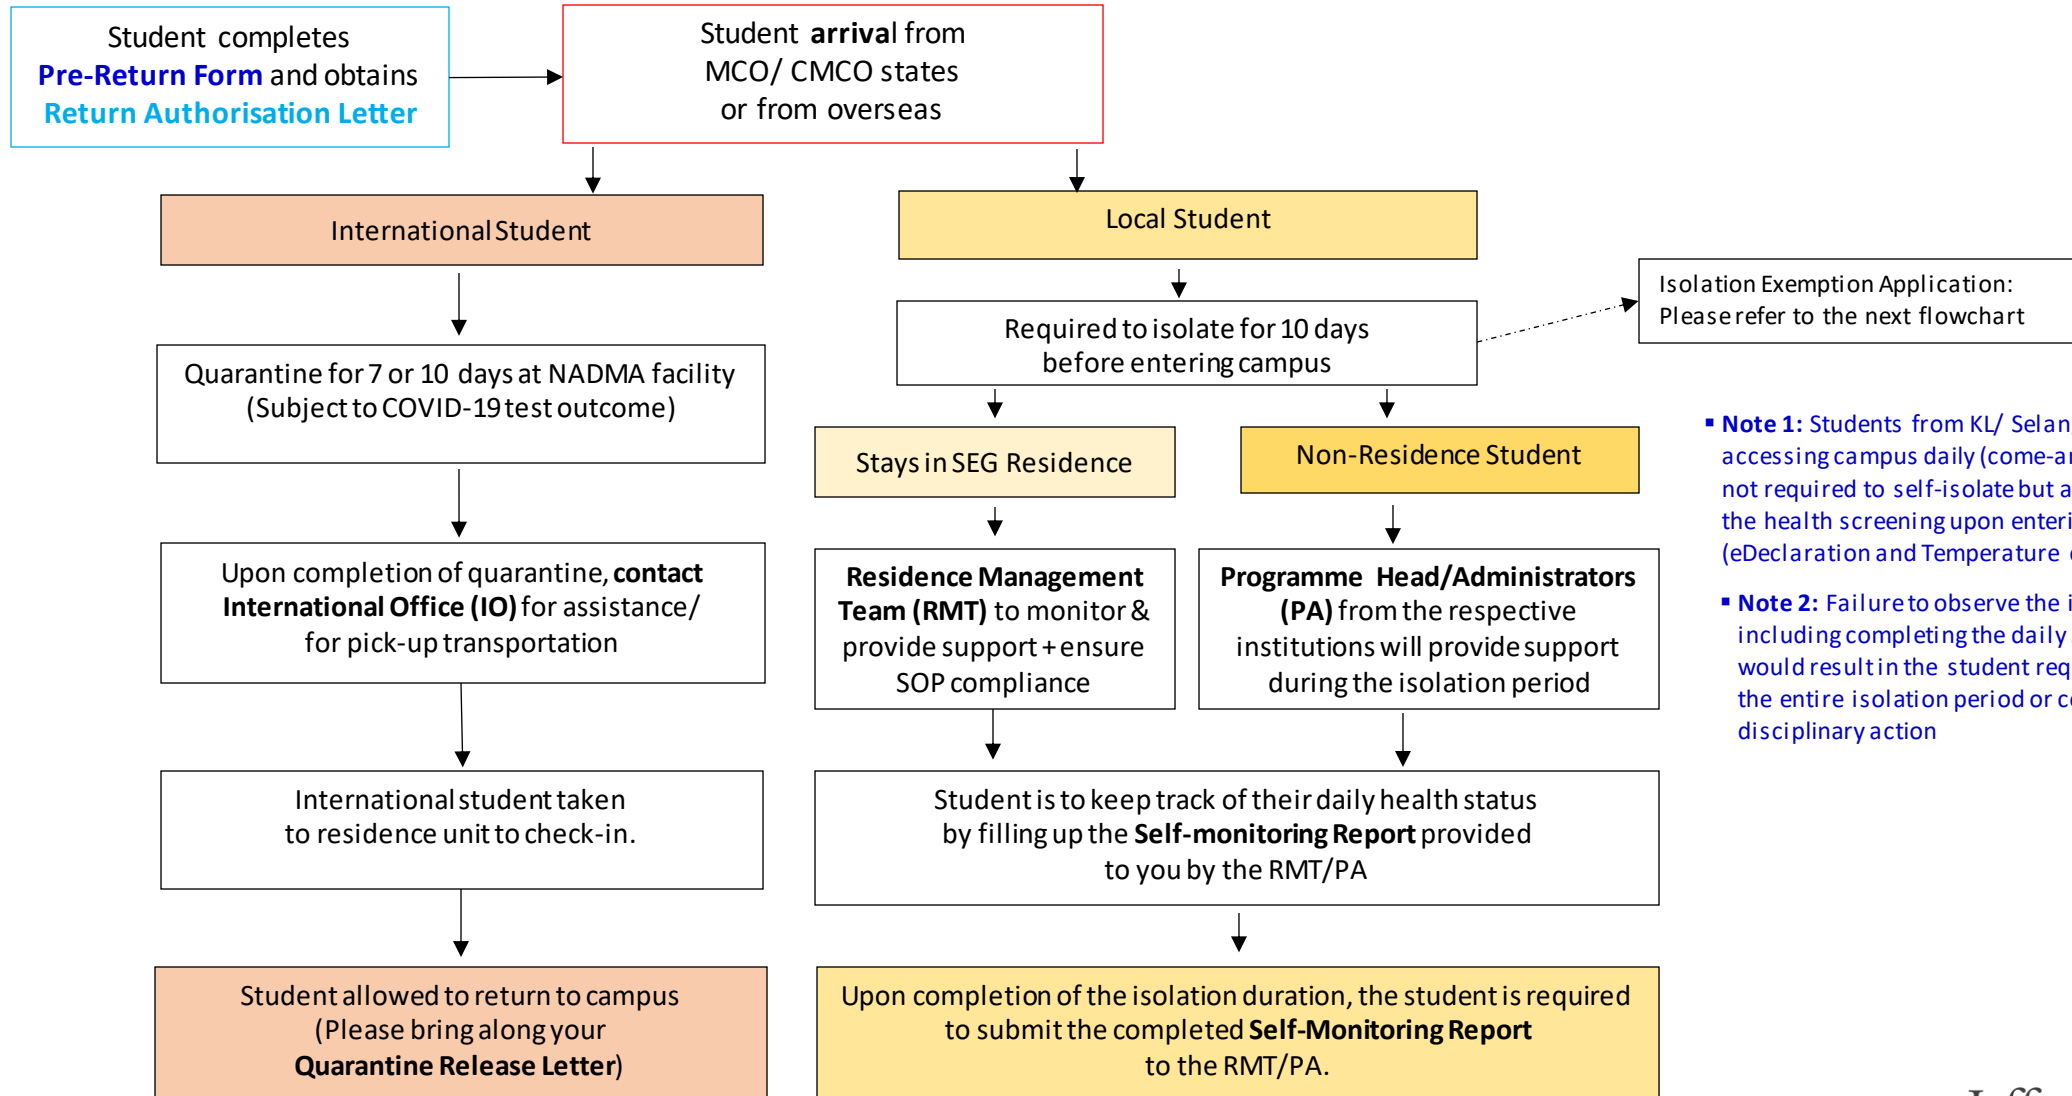 Student completes
Pre-Return Form and obtains
Return Authorisation Letter
Student arrival from
MCO/ CMCO states
or from overseas
International Student
Local Student
Isolation Exemption Application:
Please refer to the next flowchart
Required to isolate for 10 days
before entering campus
Quarantine for 7 or 10 days at NADMA facility
(Subject to COVID-19 test outcome)
Stays in SEG Residence
Non-Residence Student
Note 1: Students from KL/
accessing campus daily
not required to self-isolate but
the health screening upon
(eDeclaration and Temperature
Note 2: Failure to observe the
including completing the daily
would result in the student
the entire isolation period or
disciplinary action
Upon completion of quarantine, contact
International Office (IO) for assistance/
for pick-up transportation
Residence Management
Team (RMT) to monitor &
provide support + ensure
SOP compliance
Programme Head/Administrators
(PA) from the respective
institutions will provide support
during the isolation period
International student taken
to residence unit to check-in.
Student is to keep track of their daily health status
by filling up the Self-monitoring Report provided
to you by the RMT/PA
Student allowed to return to campus
(Please bring along your
Quarantine Release Letter)
Upon completion of the isolation duration, the student is required
to submit the completed Self-Monitoring Report
to the RMT/PA.